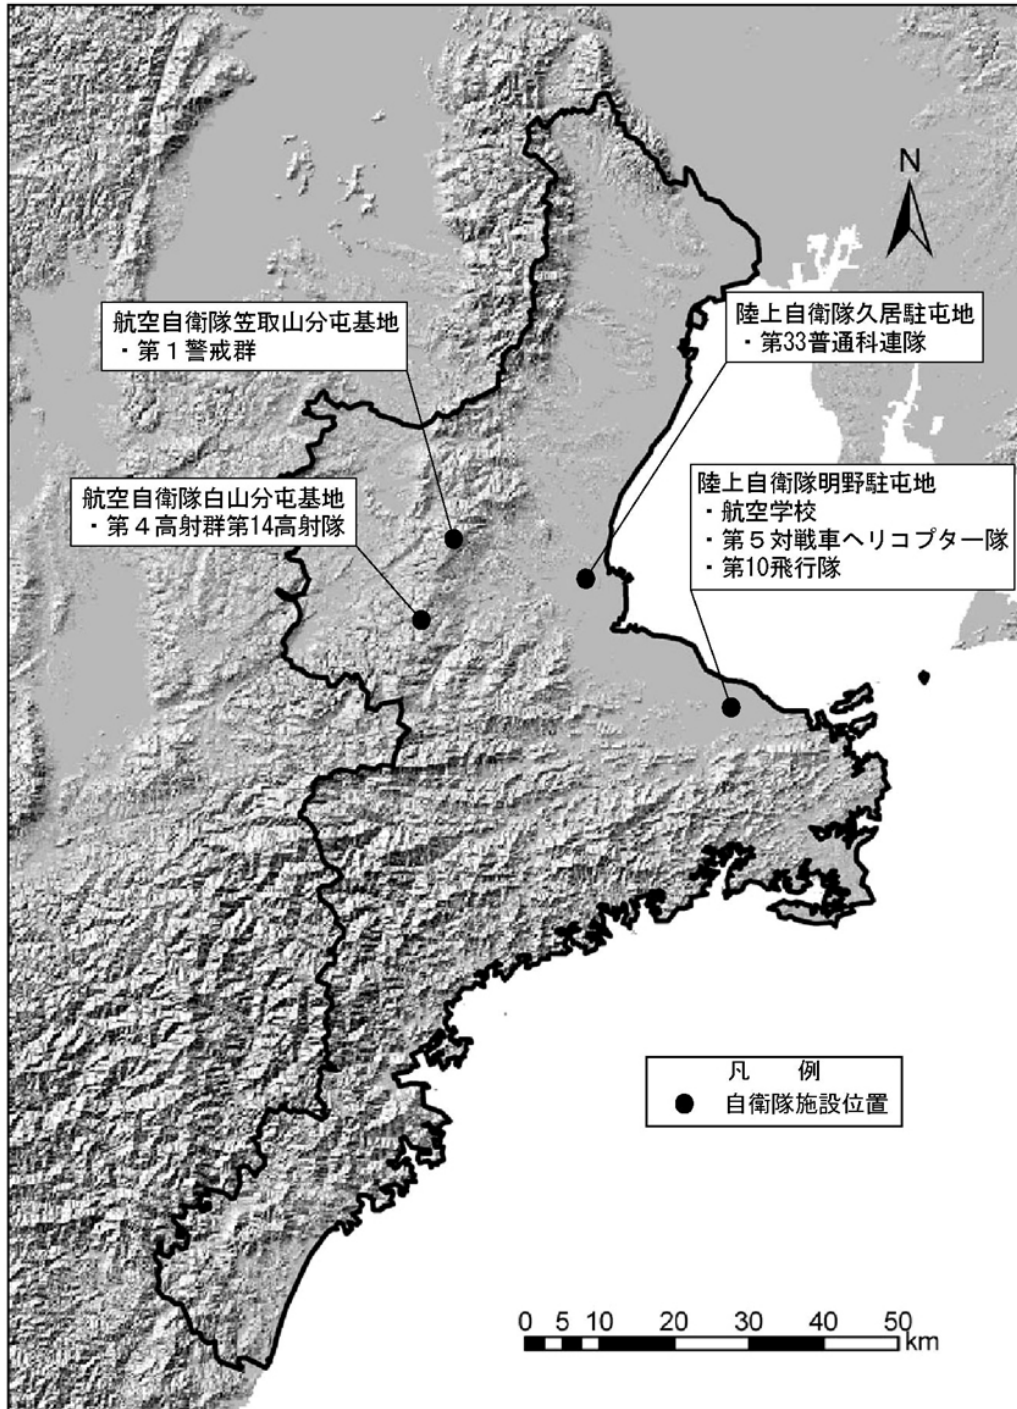 N
航空自衛隊笠取山分屯基地
・第１警戒群
陸上自衛隊久居駐屯地
・第33普通科連隊
航空自衛隊白山分屯基地
・第４高射群第14高射隊
陸上自衛隊明野駐屯地
・航空学校
・第５対戦車ヘリコプター隊
・第10飛行隊
凡　例
● 自衛隊施設位置
0 5 10 20 30 40 50 km